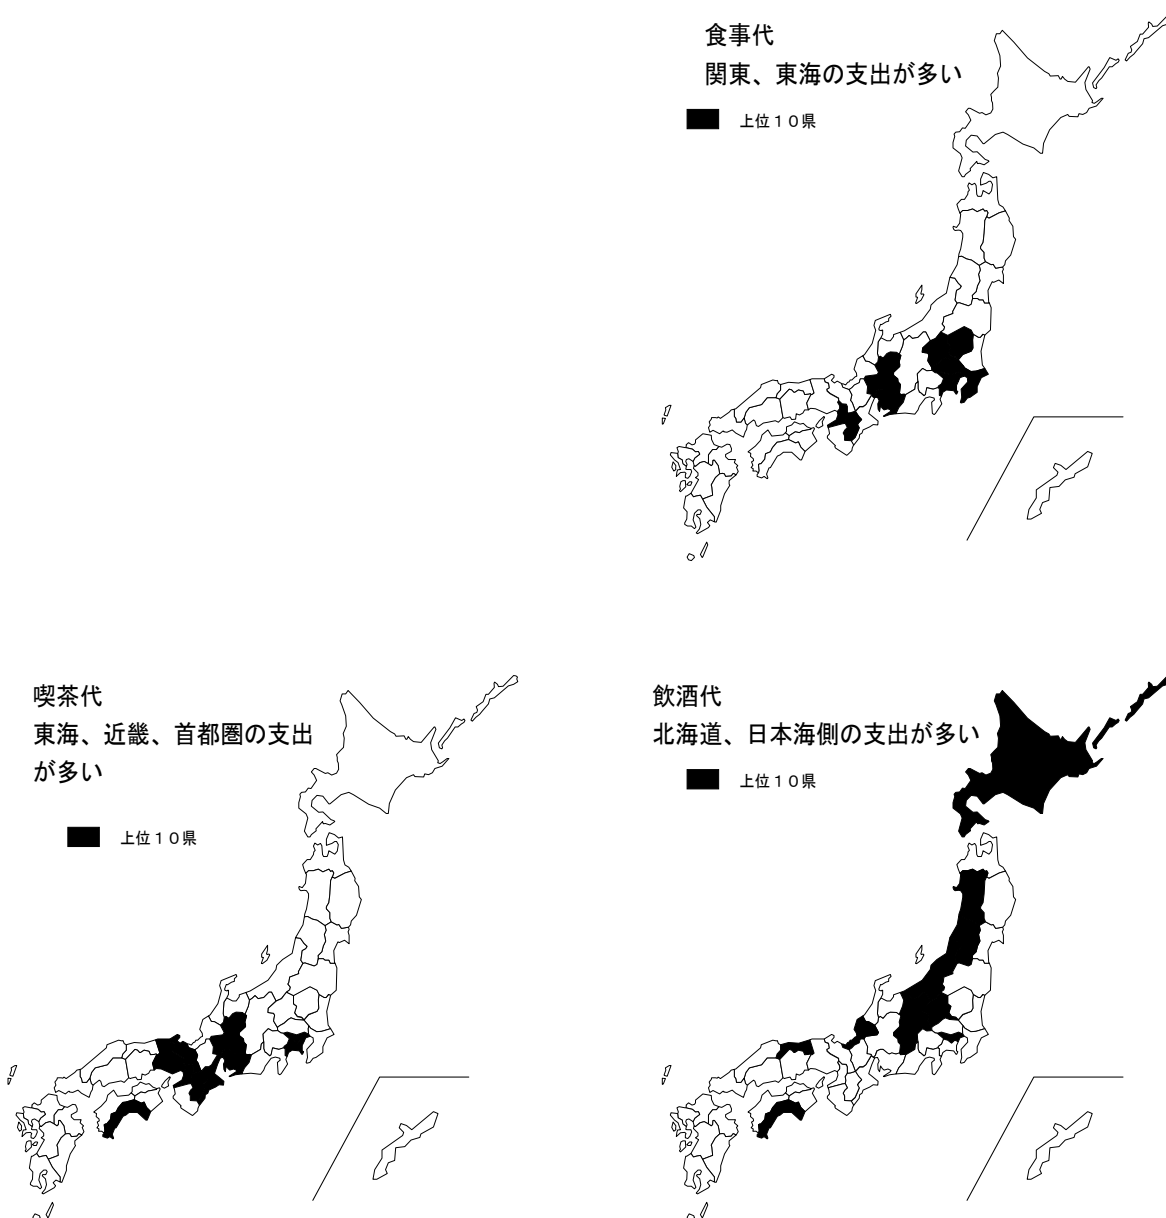 食事代
関東、東海の支出が多い
上位１０県
喫茶代
東海、近畿、首都圏の支出
が多い
上位１０県
飲酒代
北海道、日本海側の支出が多い
上位１０県